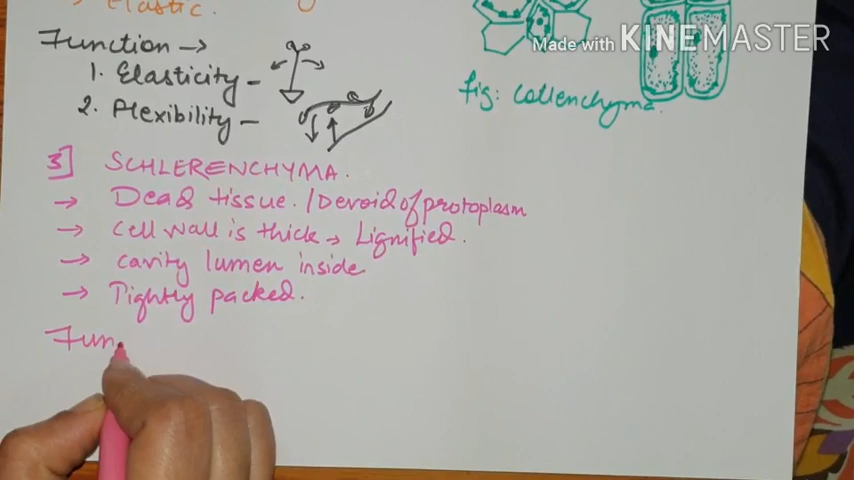 Elastic.
Made with KINEMASTER
Function →
1. Elasticity -
2. Flexibility -
fig: Collenchyma.
3] SCHLERENCHYMA.
→ Dead tissue. / Devoid of protoplasm
→ Cell wall is thick → Lignified.
→ cavity lumen inside
→ Tightly packed.
Fun